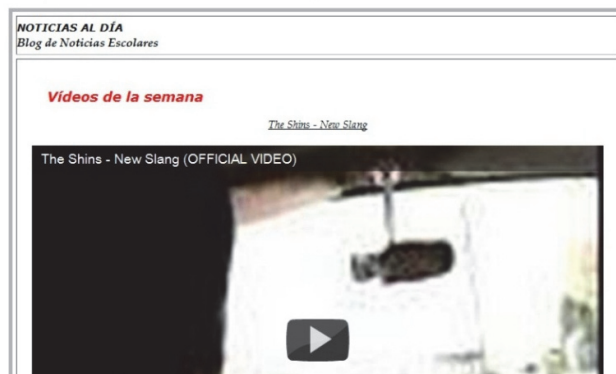 NOTICIAS AL DÍA
Blog de Noticias Escolares
Vídeos de la semana
The Shins - New Slang
The Shins - New Slang (OFFICIAL VIDEO)